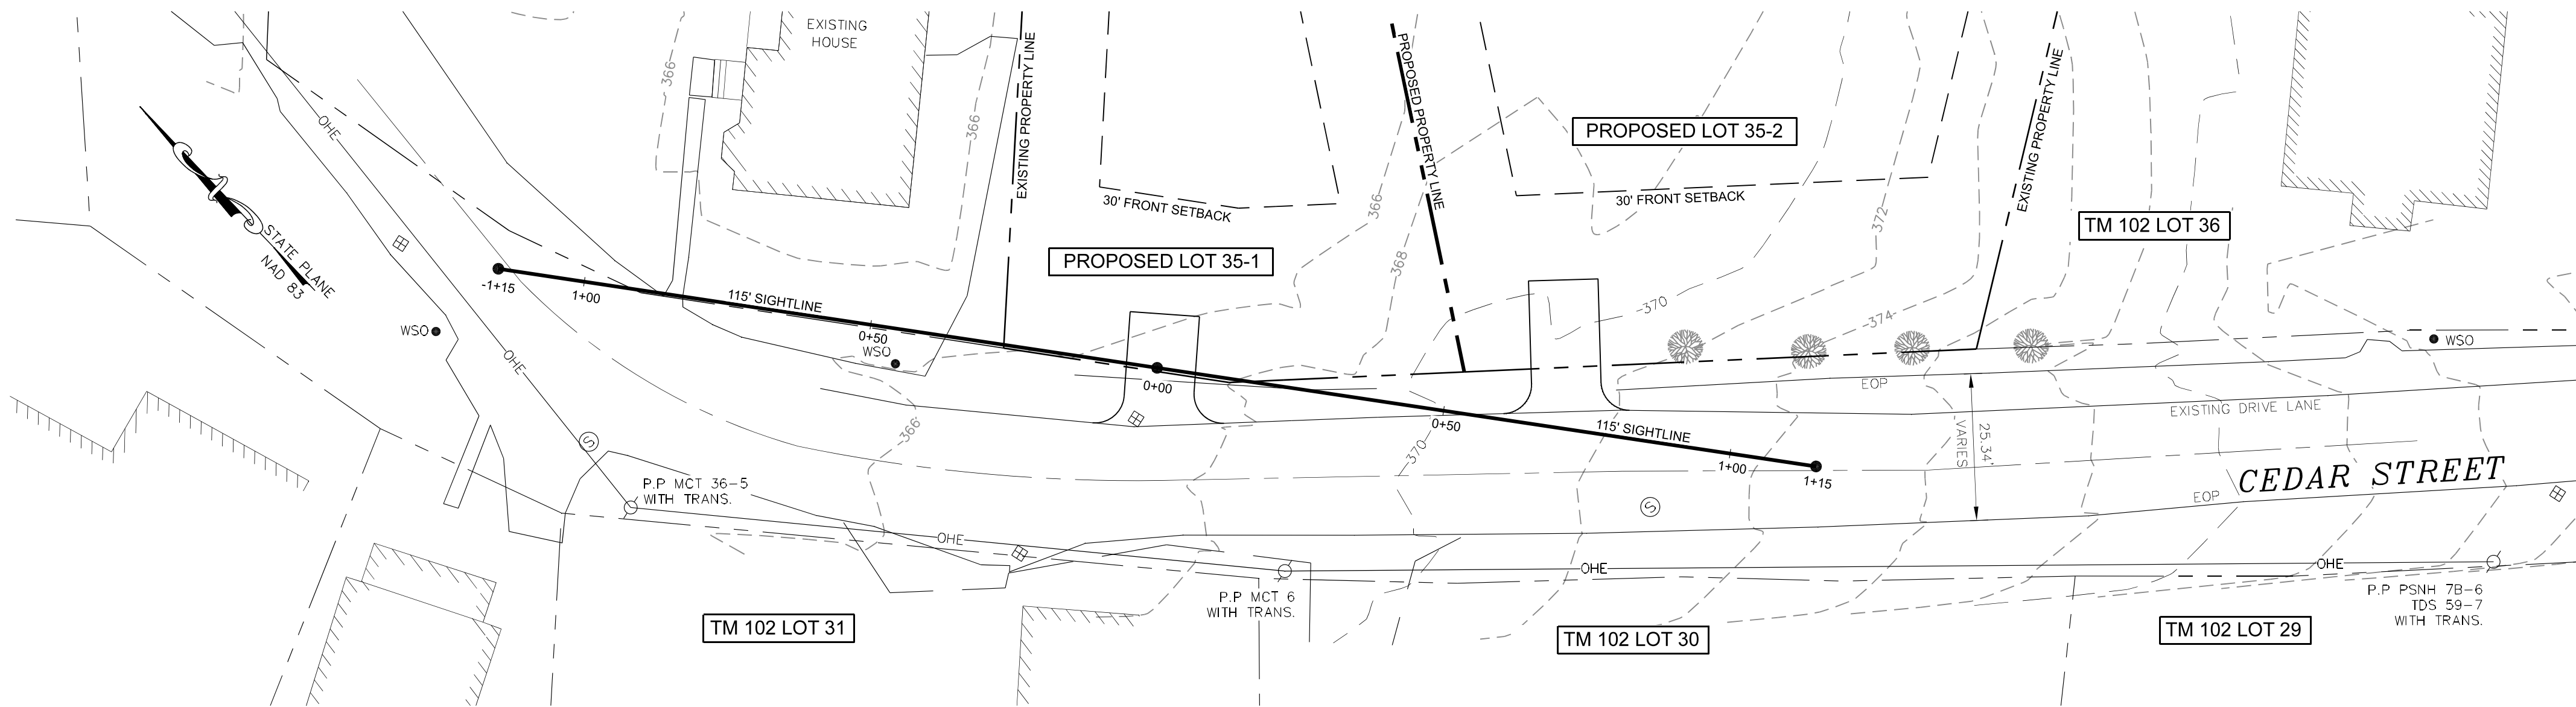 EXISTING
HOUSE
366
366
EXISTING PROPERTY LINE
PROPOSED PROPERTY LINE
EXISTING PROPERTY LINE
OHE
PROPOSED LOT 35-2
30' FRONT SETBACK
30' FRONT SETBACK
366
372
TM 102 LOT 36
STATE PLANE
NAD 83
PROPOSED LOT 35-1
368
-1+15
1+00
115' SIGHTLINE
370
374
WSO
0+50
WSO
WSO
OHE
0+00
EOP
EXISTING DRIVE LANE
366
370
0+50
115' SIGHTLINE
25.34'
VARIES
S
1+00
1+15
CEDAR STREET
EOP
P.P MCT 36-5
WITH TRANS.
S
OHE
OHE
OHE
P.P MCT 6
WITH TRANS.
P.P PSNH 7B-6
TDS 59-7
WITH TRANS.
TM 102 LOT 31
TM 102 LOT 30
TM 102 LOT 29